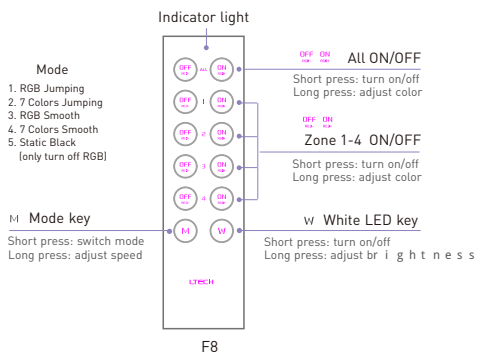 Indicator light
Mode
1. RGB Jumping
2. 7 Colors Jumping
3. RGB Smooth
4. 7 Colors Smooth
5. Static Black
(only turn off RGB)
OFF ALL ON
OFF 1 ON
OFF 2 ON
OFF 3 ON
OFF 4 ON
M W
LTECH
OFF ON All ON/OFF
Short press: turn on/off
Long press: adjust color
OFF ON
Zone 1-4 ON/OFF
Short press: turn on/off
Long press: adjust color
M Mode key
Short press: switch mode
Long press: adjust speed
W White LED key
Short press: turn on/off
Long press: adjust brightness
F8